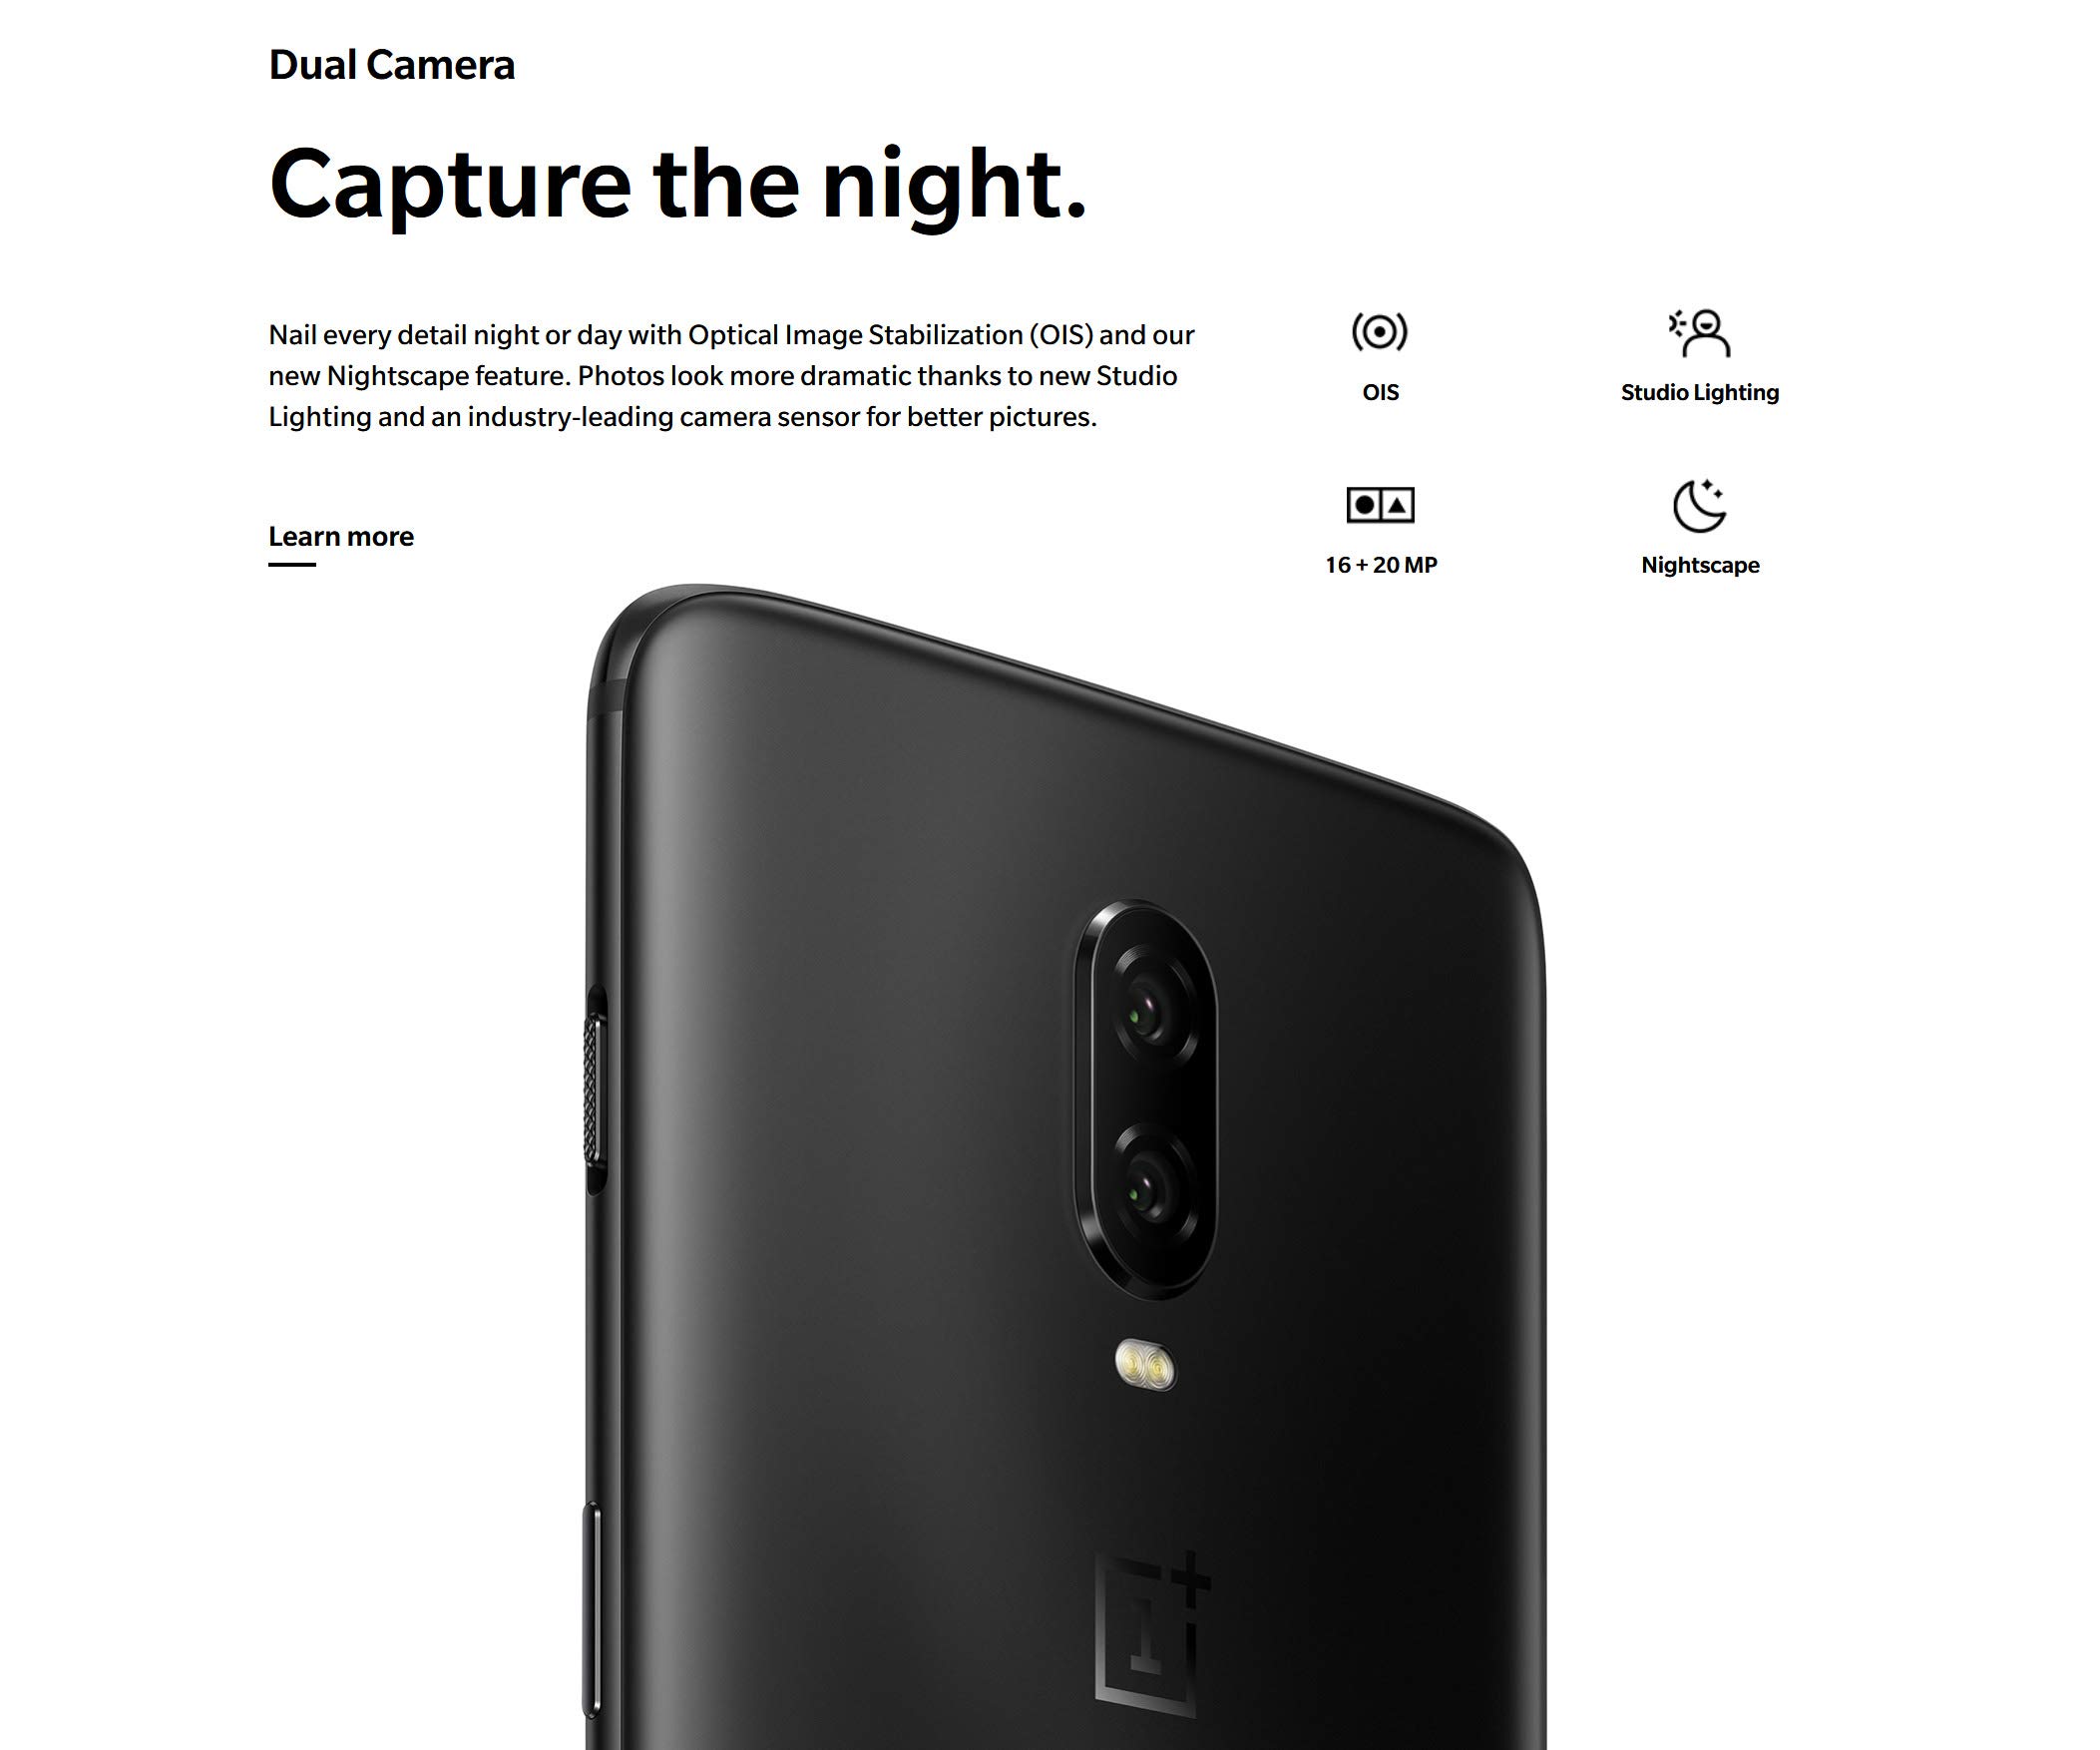 Dual Camera
Capture the night.
Nail every detail night or day with Optical Image Stabilization (OIS) and our
new Nightscape feature. Photos look more dramatic thanks to new Studio
Lighting and an industry-leading camera sensor for better pictures.
Learn more
OIS
Studio Lighting
16 + 20 MP
Nightscape
1+